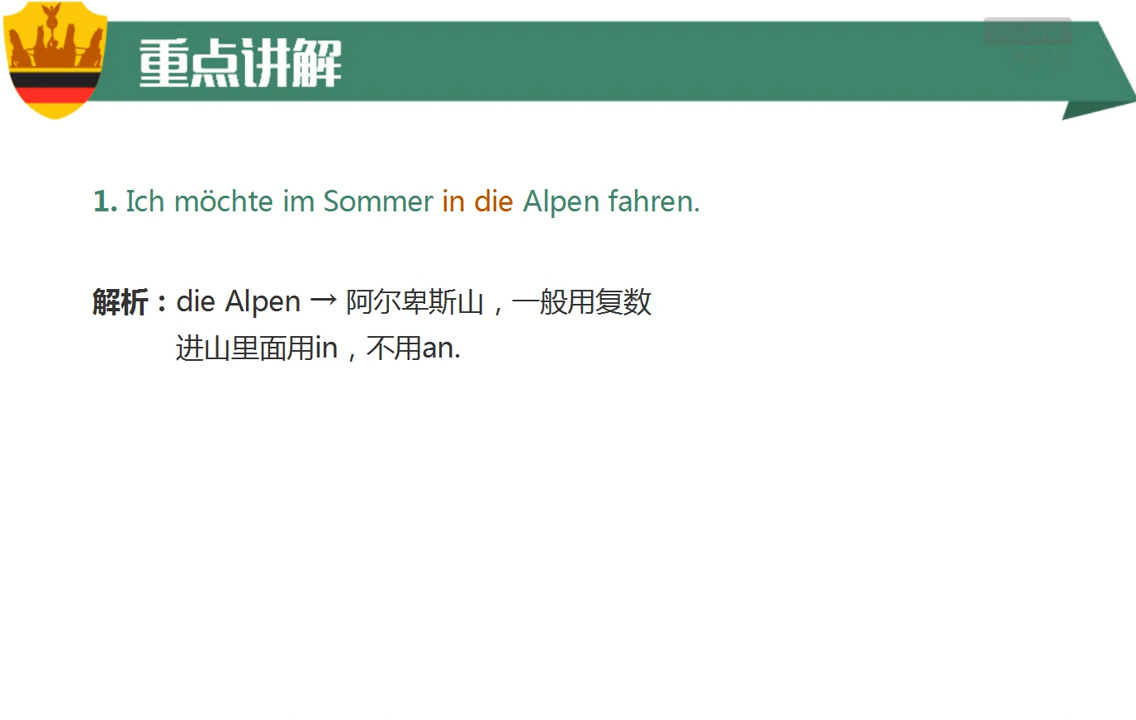 重点讲解
1. Ich möchte im Sommer in die Alpen fahren.
解析：die Alpen → 阿尔卑斯山，一般用复数
进山里面用in，不用an.